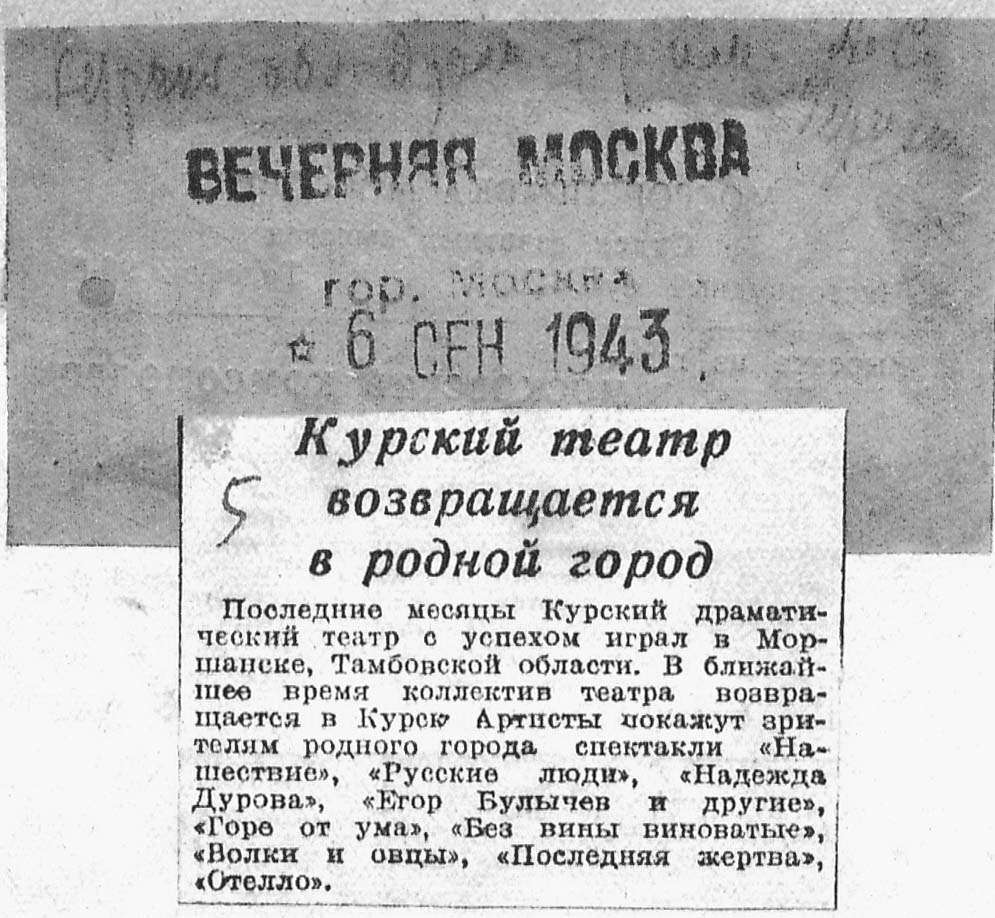 ВЕЧЕРНЯЯ МОСКВА
гор. МОСКВА
6 СЕН 1943
Курский театр
возвращается
в родной город
5
Последние месяцы Курский драмати-
ческий театр с успехом играл в Мор-
шанске, Тамбовской области. В ближай-
шее время коллектив театра возвра-
щается в Курск Артисты покажут зри-
телям родного города спектакли «На-
шествие», «Русские люди», «Надежда
Дурова», «Егор Булычев и другие»,
«Горе от ума», «Без вины виноватые»,
«Волки и овцы», «Последняя жертва»,
«Отелло».